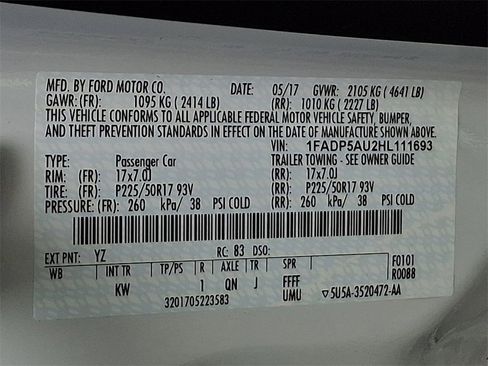 MFD. BY FORD MOTOR CO. DATE: 05/17 GVWR: 2105 KG ( 4641 LB)
GAWR: (FR): 1095 KG ( 2414 LB) (RR): 1010 KG ( 2227 LB)
THIS VEHICLE CONFORMS TO ALL APPLICABLE FEDERAL MOTOR VEHICLE SAFETY, BUMPER,
AND THEFT PREVENTION STANDARDS IN EFFECT ON THE DATE OF MANUFACTURE SHOWN ABOVE.
VIN: 1FADP5AU2HL111693
TYPE: Passenger Car TRAILER TOWING - SEE OWNER GUIDE
RIM: (FR): 17x7.0J (RR): 17x7.0J
TIRE: (FR): P225/50R17 93V (RR): P225/50R17 93V
PRESSURE: (FR): 260 kPa/ 38 PSI COLD (RR): 260 kPa/ 38 PSI COLD
EXT PNT: YZ RC: 83 DSO: F0101
WB INT TR TP/PS R AXLE TR SPR R0088
KW 1 QN J FFFF
3201705223583 UMU ▽5U5A-3520472-AA